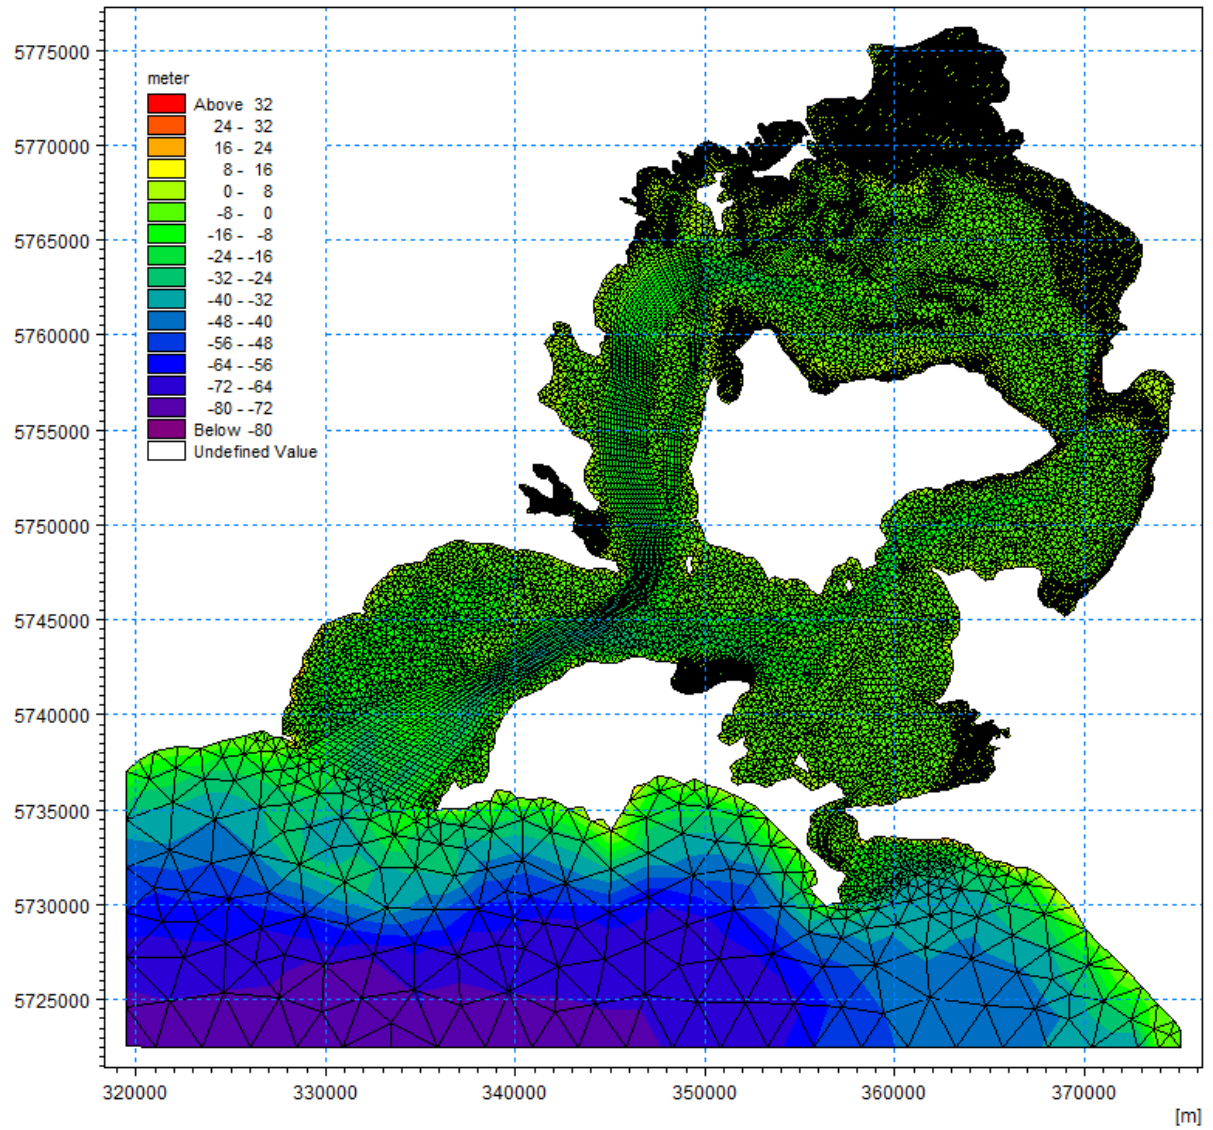 5775000
5770000
5765000
5760000
5755000
5750000
5745000
5740000
5735000
5730000
5725000
meter
Above 32
24 - 32
16 - 24
8 - 16
0 - 8
-8 - 0
-16 - -8
-24 - -16
-32 - -24
-40 - -32
-48 - -40
-56 - -48
-64 - -56
-72 - -64
-80 - -72
Below -80
Undefined Value
320000 330000 340000 350000 360000 370000
[m]